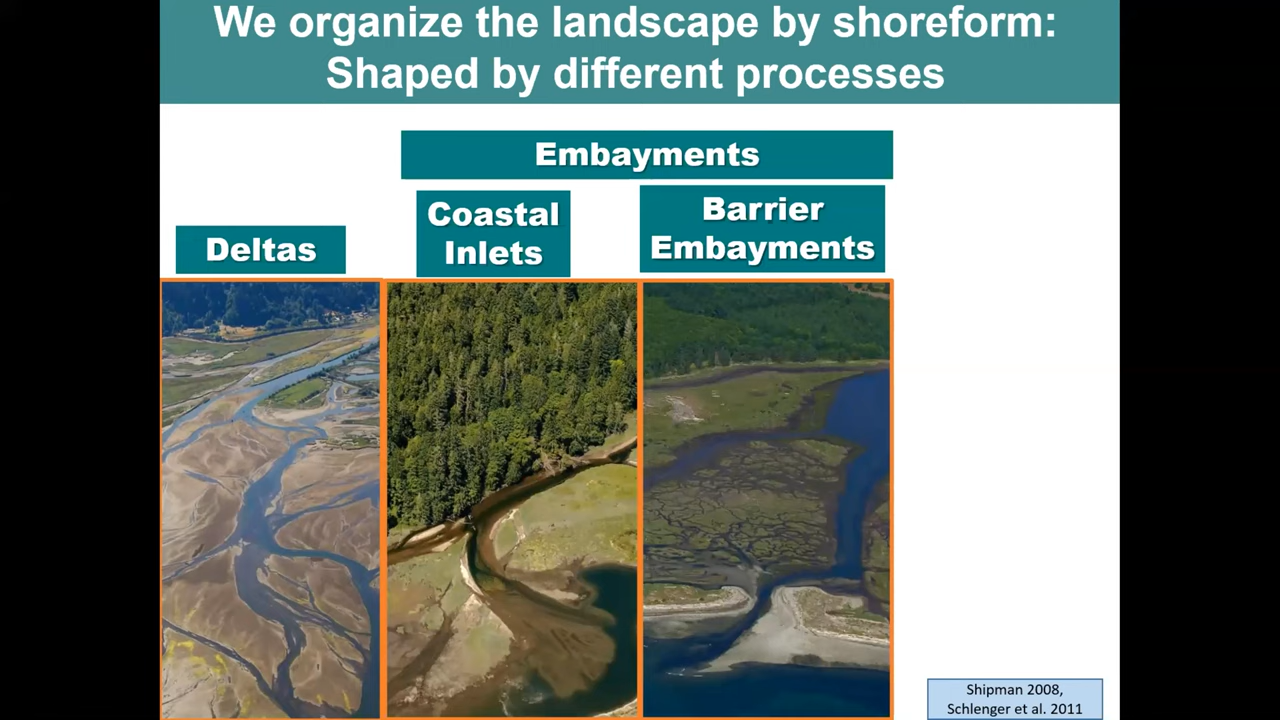 We organize the landscape by shoreform:
Shaped by different processes
Embayments
Deltas
Coastal
Inlets
Barrier
Embayments
Shipman 2008,
Schlenger et al. 2011